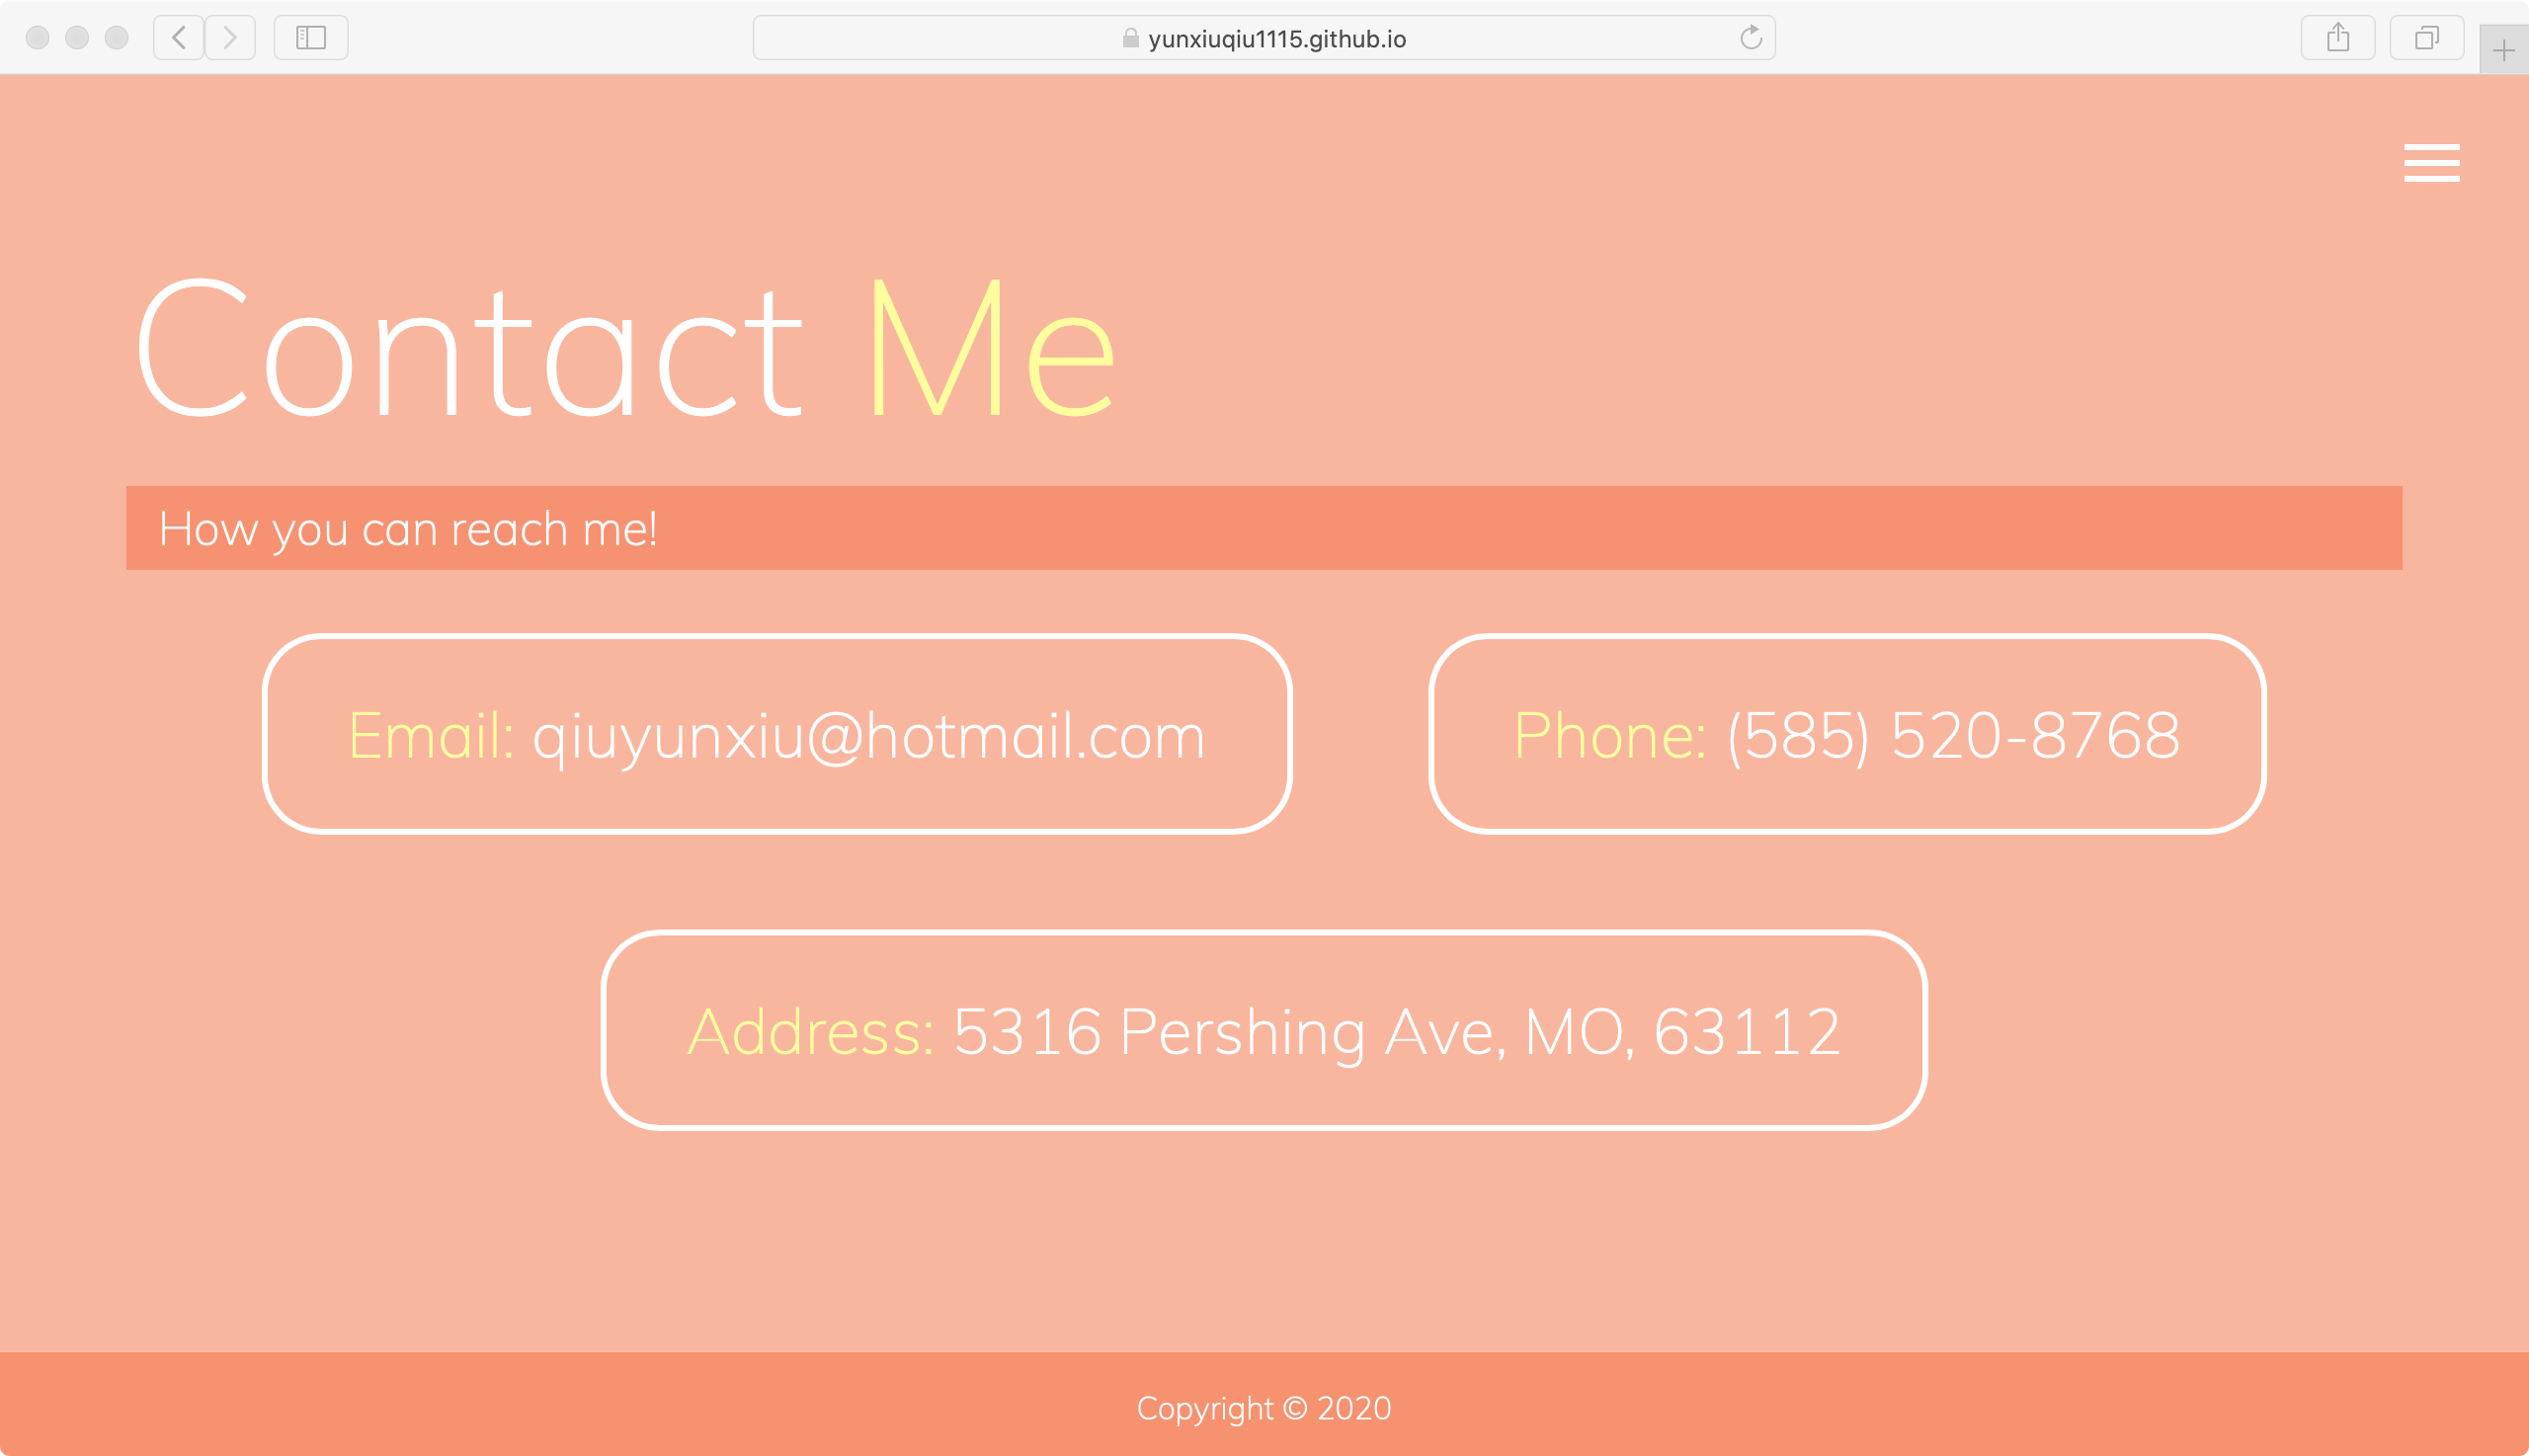 yunxiuqiu1115.github.io
Contact Me
How you can reach me!
Email: qiuyunxiu@hotmail.com
Phone: (585) 520-8768
Address: 5316 Pershing Ave, MO, 63112
Copyright © 2020